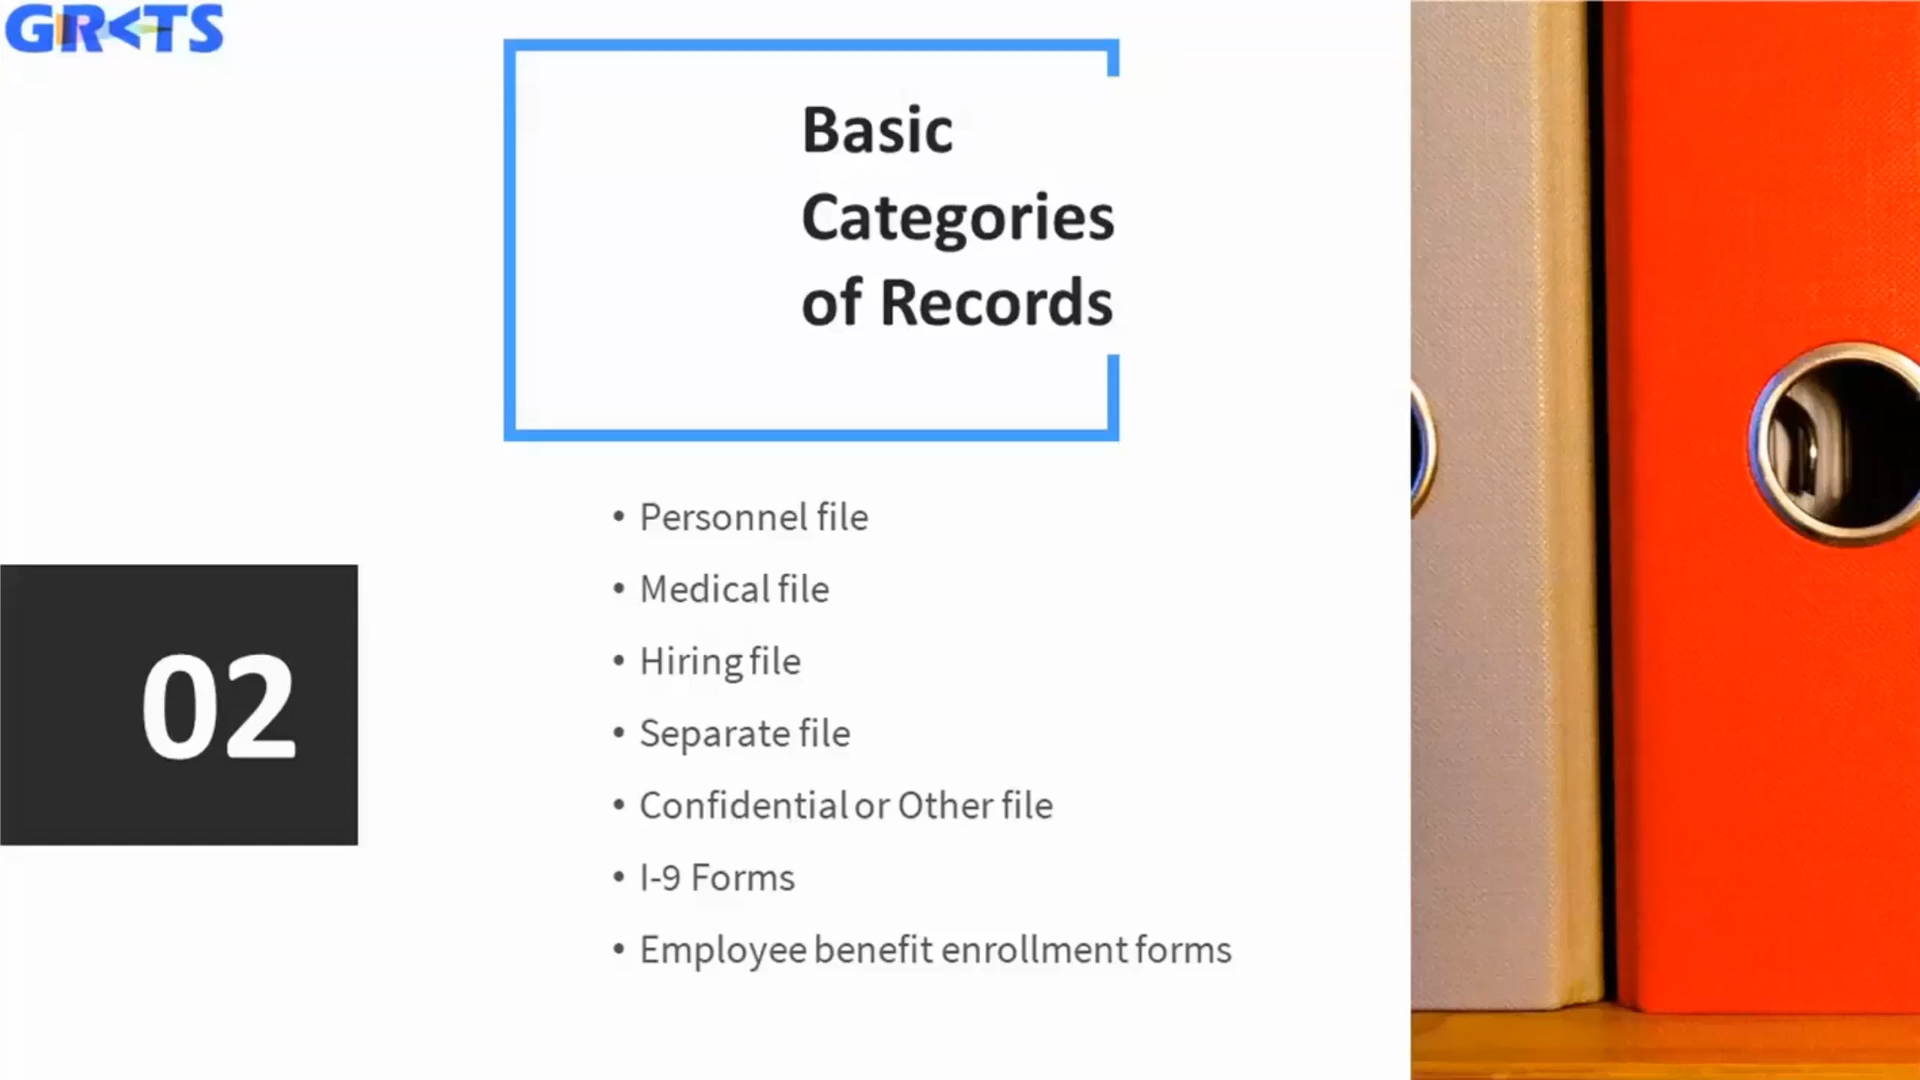 GRCTS
Basic
Categories
of Records
• Personnel file
• Medical file
• Hiring file
• Separate file
• Confidential or Other file
• I-9 Forms
• Employee benefit enrollment forms
02